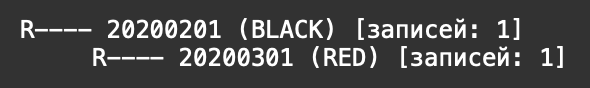 R---- 20200201 (BLACK) [записей: 1]
R---- 20200301 (RED) [записей: 1]